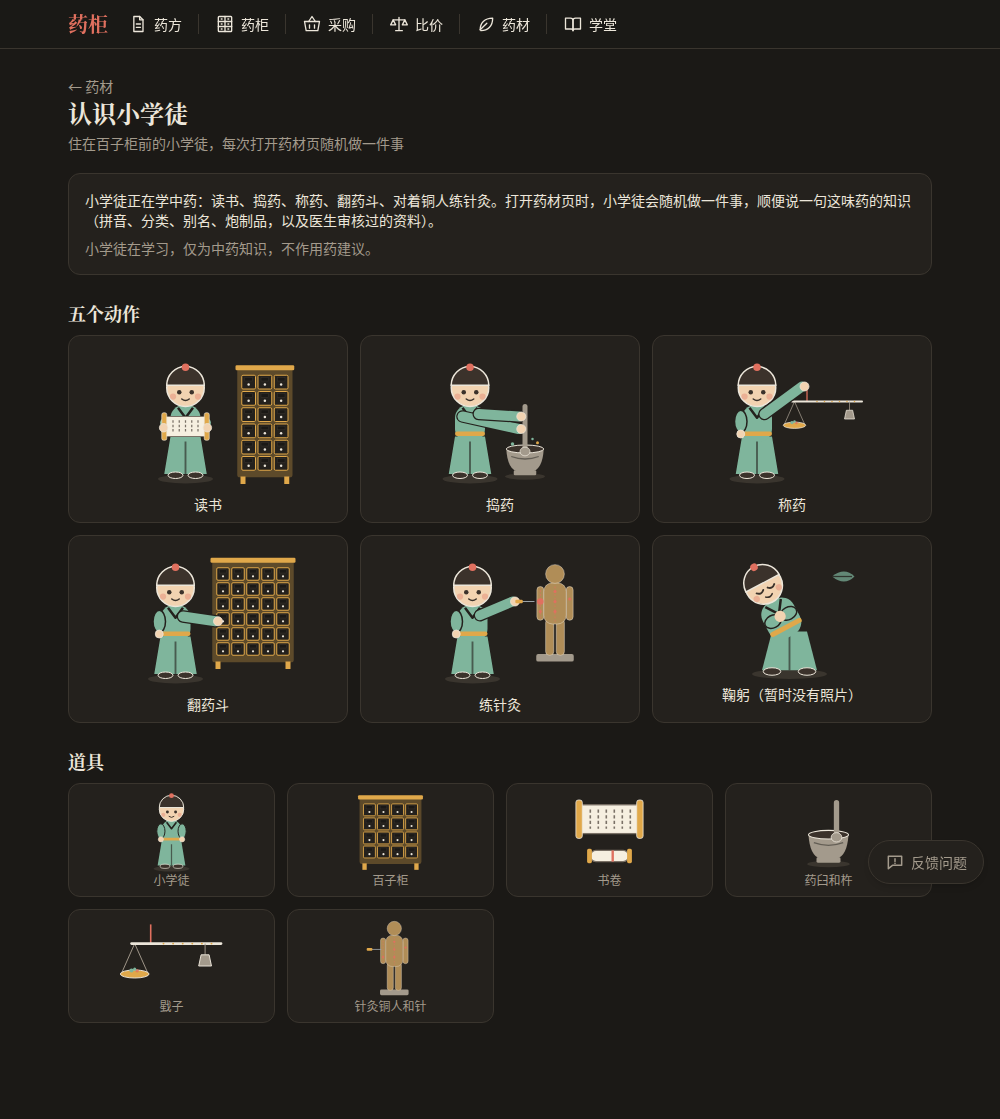 药柜 药方 药柜 采购 比价 药材 学堂
← 药材
认识小学徒
住在百子柜前的小学徒，每次打开药材页随机做一件事
小学徒正在学中药：读书、捣药、称药、翻药斗、对着铜人练针灸。打开药材页时，小学徒会随机做一件事，顺便说一句这味药的知识
（拼音、分类、别名、炮制品，以及医生审核过的资料）。
小学徒在学习，仅为中药知识，不作用药建议。
五个动作
读书 捣药 称药
翻药斗 练针灸 鞠躬（暂时没有照片）
道具
小学徒 百子柜 书卷 药臼和杵
反馈问题
戥子 针灸铜人和针